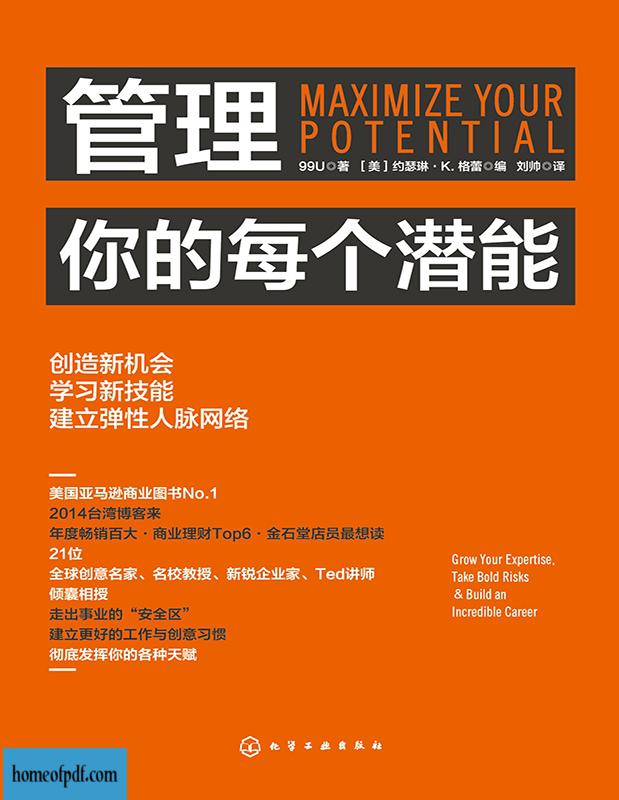 管理
MAXIMIZE YOUR
POTENTIAL
99U◎著 [美]约瑟琳·K.格蕾◎编 刘帅◎译
你的每个潜能
创造新机会
学习新技能
建立弹性人脉网络
美国亚马逊商业图书No.1
2014台湾博客来
年度畅销百大·商业理财Top6·金石堂店员最想读
21位
全球创意名家、名校教授、新锐企业家、Ted讲师
倾囊相授
走出事业的“安全区”
建立更好的工作与创意习惯
彻底发挥你的各种天赋
Grow Your Expertise,
Take Bold Risks
& Build an
Incredible Career
化学工业出版社
homeofpdf.com